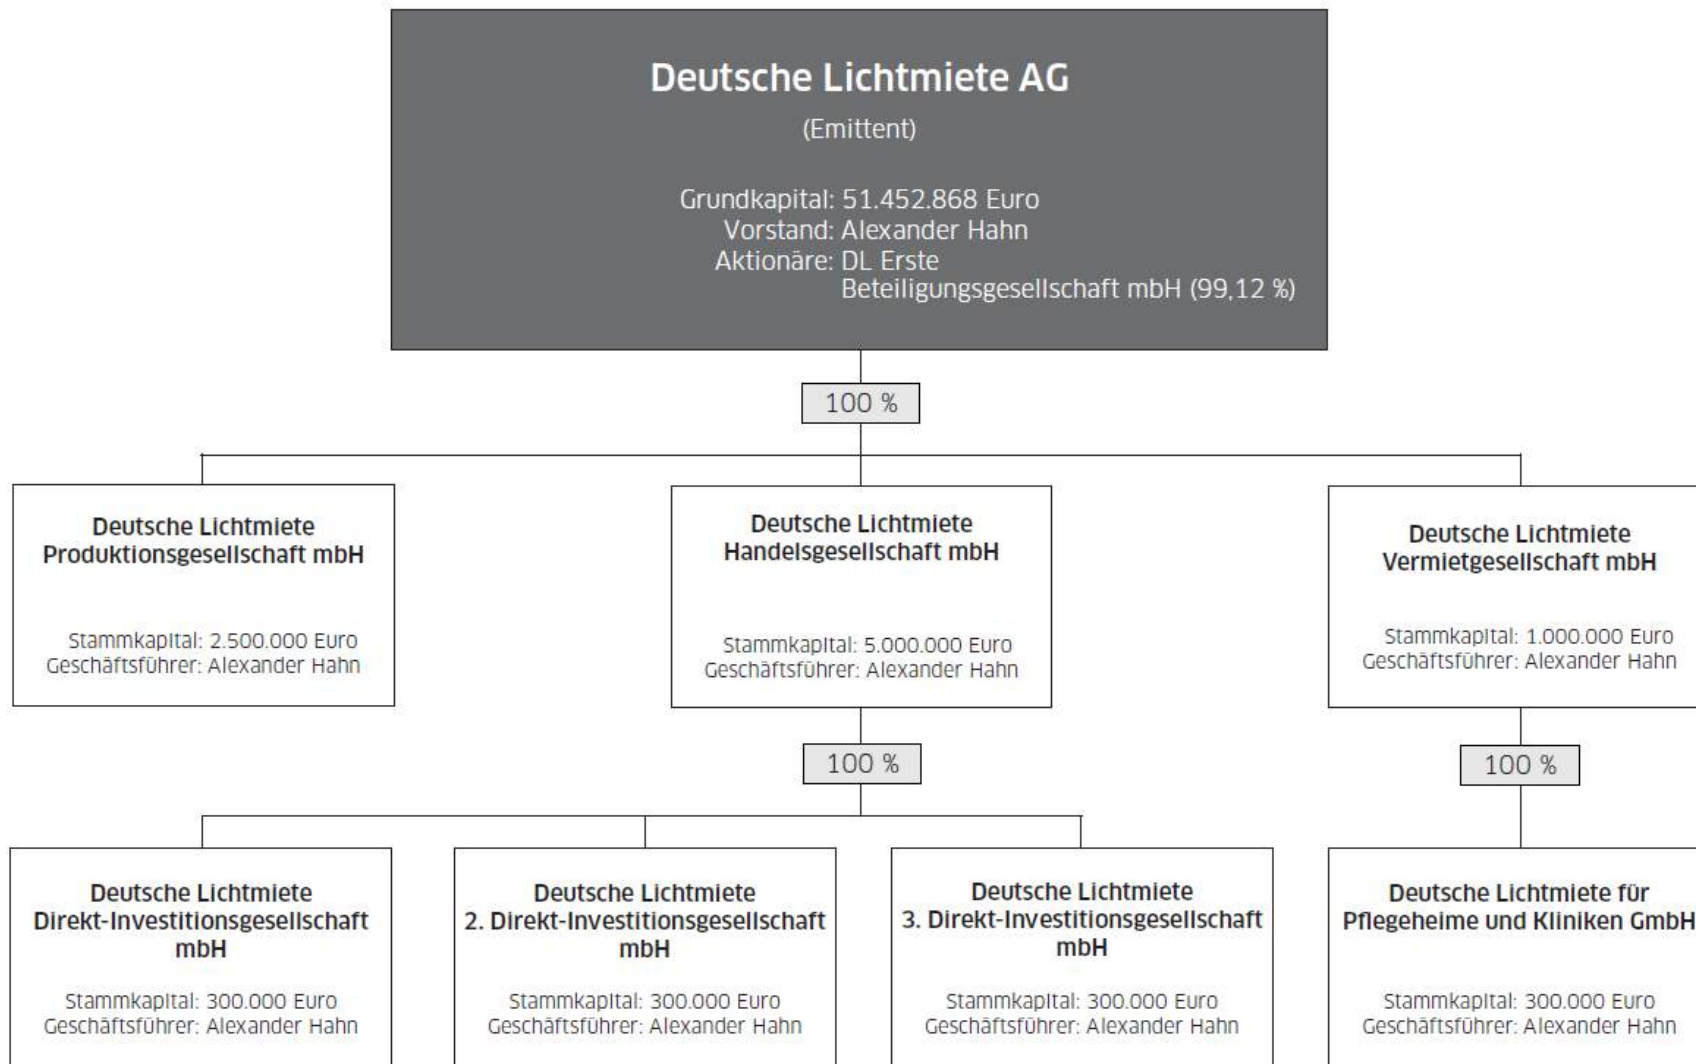 Deutsche Lichtmiete AG
(Emittent)
Grundkapital: 51.452.868 Euro
Vorstand: Alexander Hahn
Aktionäre: DL Erste
Beteiligungsgesellschaft mbH (99,12 %)
100 %
Deutsche Lichtmiete
Produktionsgesellschaft mbH
Stammkapital: 2.500.000 Euro
Geschäftsführer: Alexander Hahn
Deutsche Lichtmiete
Handelsgesellschaft mbH
Stammkapital: 5.000.000 Euro
Geschäftsführer: Alexander Hahn
Deutsche Lichtmiete
Vermietgesellschaft mbH
Stammkapital: 1.000.000 Euro
Geschäftsführer: Alexander Hahn
100 %
100 %
Deutsche Lichtmiete
Direkt-Investitionsgesellschaft
mbH
Stammkapital: 300.000 Euro
Geschäftsführer: Alexander Hahn
Deutsche Lichtmiete
2. Direkt-Investitionsgesellschaft
mbH
Stammkapital: 300.000 Euro
Geschäftsführer: Alexander Hahn
Deutsche Lichtmiete
3. Direkt-Investitionsgesellschaft
mbH
Stammkapital: 300.000 Euro
Geschäftsführer: Alexander Hahn
Deutsche Lichtmiete für
Pflegeheime und Kliniken GmbH
Stammkapital: 300.000 Euro
Geschäftsführer: Alexander Hahn